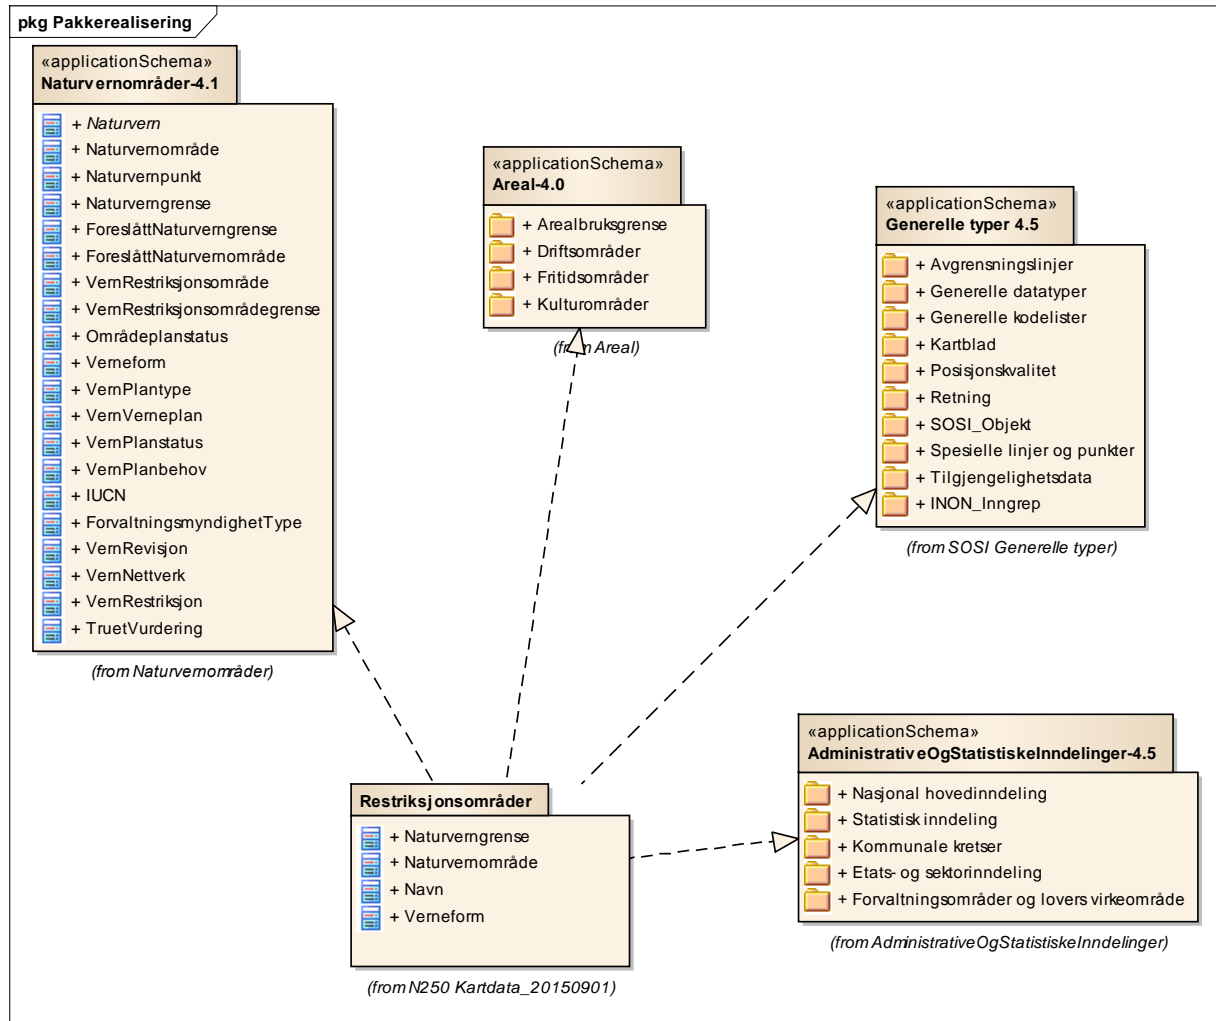 pkg Pakkerealisering
«applicationSchema»
Naturvernområder-4.1
+ Naturvern
+ Naturvernområde
+ Naturvernpunkt
+ Naturverngrense
+ ForeslåttNaturverngrense
+ ForeslåttNaturvernområde
+ VernRestriksjonsområde
+ VernRestriksjonsområdegrense
+ Områdeplanstatus
+ Verneform
+ VernPlantype
+ VernVerneplan
+ VernPlanstatus
+ VernPlanbehov
+ IUCN
+ ForvaltningsmyndighetType
+ VernRevisjon
+ VernNettverk
+ VernRestriksjon
+ TruetVurdering
(from Naturvernområder)
«applicationSchema»
Areal-4.0
+ Arealbruksgrense
+ Driftsområder
+ Fritidsområder
+ Kulturområder
(from Areal)
«applicationSchema»
Generelle typer 4.5
+ Avgrensningslinjer
+ Generelle datatyper
+ Generelle kodelister
+ Kartblad
+ Posisjonskvalitet
+ Retning
+ SOSI_Objekt
+ Spesielle linjer og punkter
+ Tilgjengelighetsdata
+ INON_Inngrep
(from SOSI Generelle typer)
Restriksjonsområder
+ Naturverngrense
+ Naturvernområde
+ Navn
+ Verneform
(from N250 Kartdata_20150901)
«applicationSchema»
AdministrativeOgStatistiskeInndelinger-4.5
+ Nasjonal hovedinndeling
+ Statistisk inndeling
+ Kommunale kretser
+ Etats- og sektorinndeling
+ Forvaltningsområder og lovers virkeområde
(from AdministrativeOgStatistiskeInndelinger)